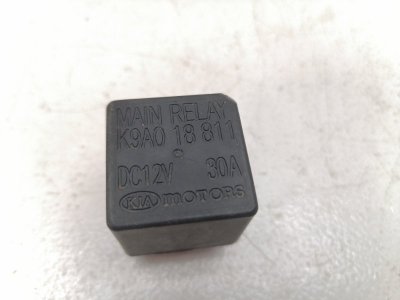 MAIN RELAY
K9A0 18 811
DC12V 30A
KIA MOTORS